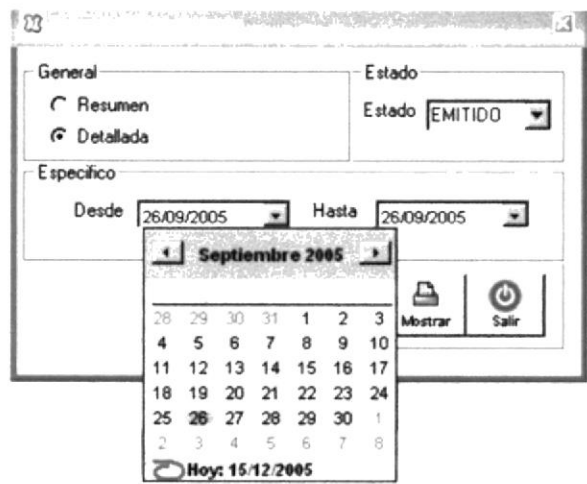 General
Resumen
Detallada
Estado
Estado EMITIDO
Especifico
Desde 26/09/2005 Hasta 26/09/2005
Septiembre 2005
28 29 30 31 1 2 3
4 5 6 7 8 9 10
11 12 13 14 15 16 17
18 19 20 21 22 23 24
25 26 27 28 29 30 1
2 3 4 5 6 7 8
Hoy: 15/12/2005
Mostrar Salir